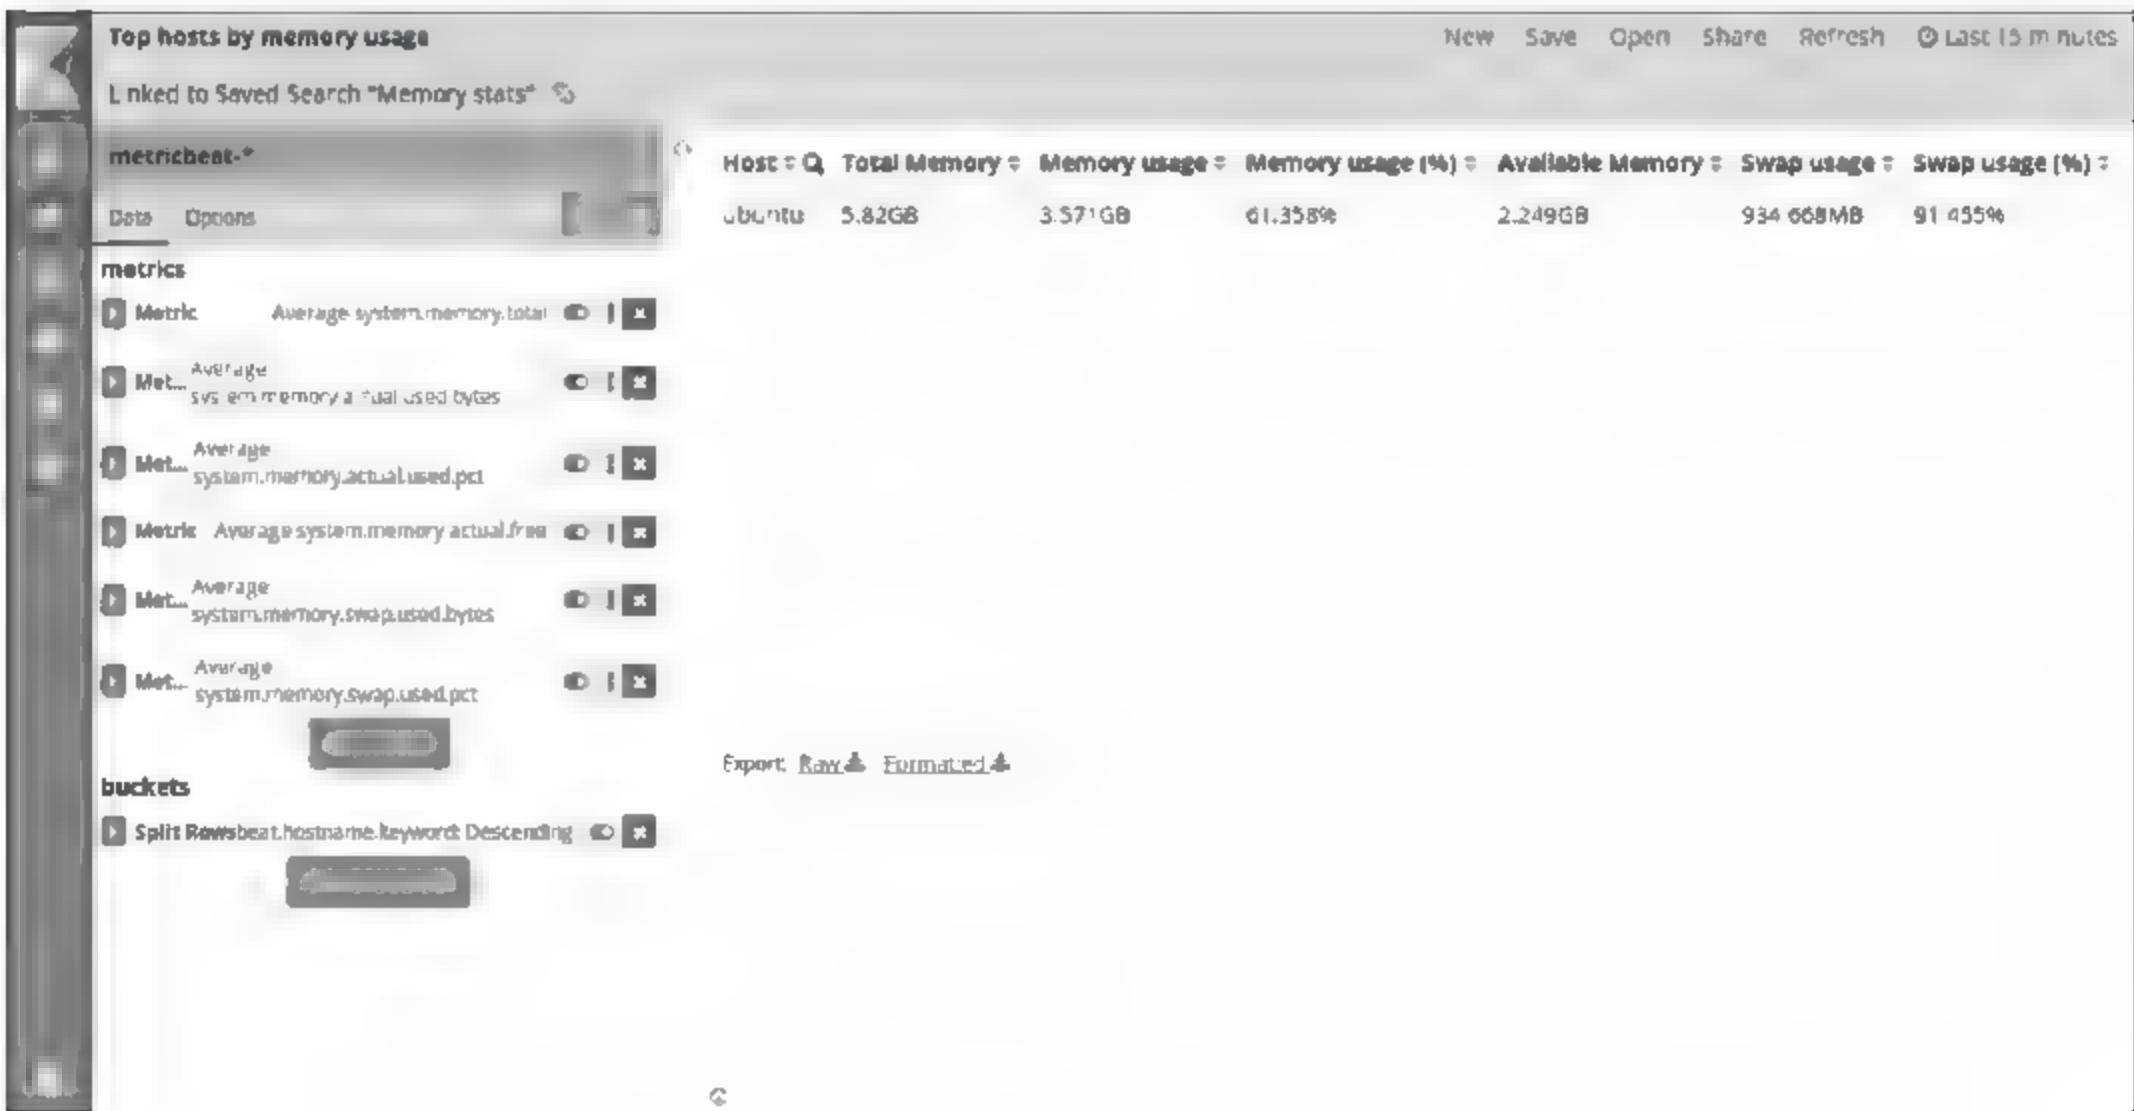 Top hosts by memory usage
New Save Open Share Refresh Last 15 minutes
Linked to Saved Search "Memory stats"
metricbeat-*
Data Options
metrics
Metric Average system.memory.total
Met... Average
system.memory.actual.used.bytes
Met... Average
system.memory.actual.used.pct
Metric Average system.memory.actual.free
Met... Average
system.memory.swap.used.bytes
Met... Average
system.memory.swap.used.pct
buckets
Split Rows beat.hostname.keyword: Descending
Host Total Memory Memory usage Memory usage (%) Available Memory Swap usage Swap usage (%)
ubuntu 5.82GB 3.571GB 61.358% 2.249GB 934.668MB 91.455%
Export: Raw Formatted